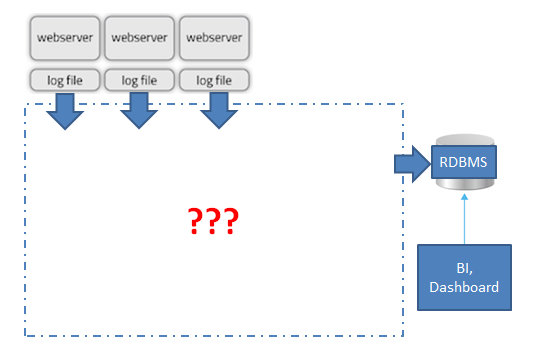 webserver webserver webserver
log file log file log file
RDBMS
???
BI,
Dashboard